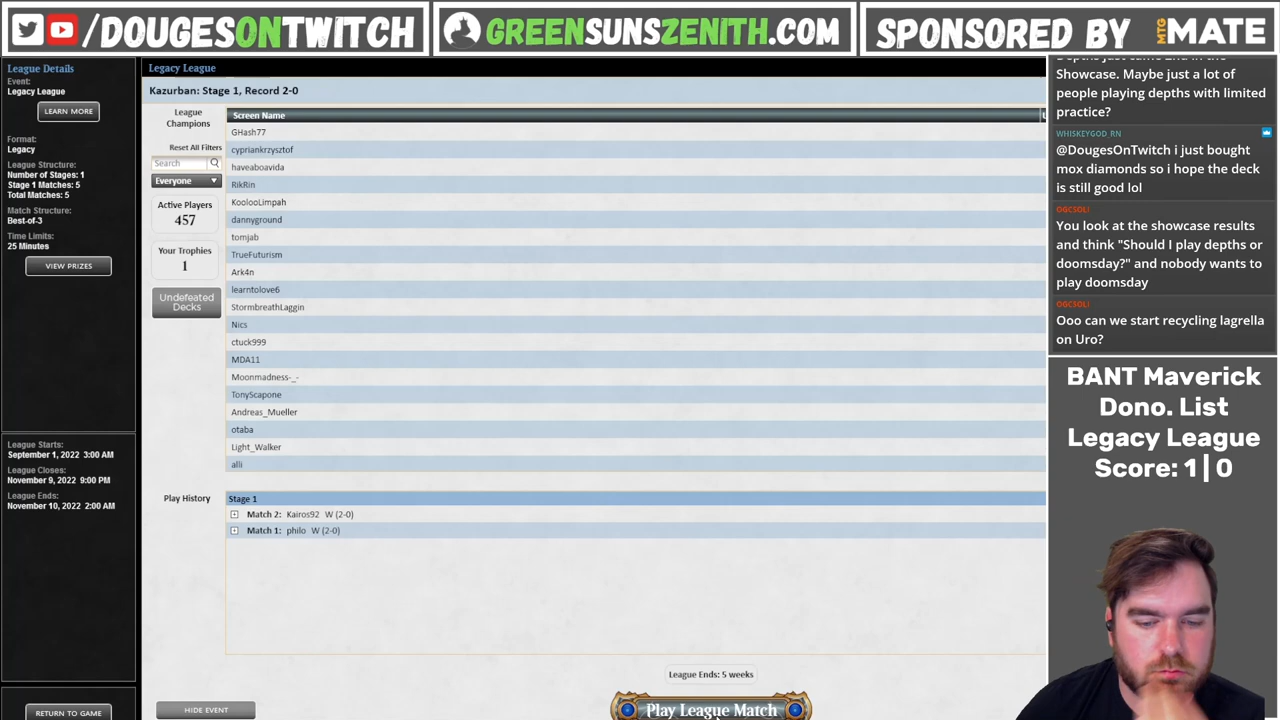 /DOUGESONTWITCH
GREENSUNSZENITH.COM
SPONSORED BY MTG MATE
League Details
Event:
Legacy League
LEARN MORE
Format:
Legacy
League Structure:
Number of Stages: 1
Stage 1 Matches: 5
Total Matches: 5
Match Structure:
Best-of-3
Time Limits:
25 Minutes
VIEW PRIZES
League Starts:
September 1, 2022 3:00 AM
League Closes:
November 9, 2022 9:00 PM
League Ends:
November 10, 2022 2:00 AM
RETURN TO GAME
Legacy League
Kazurban: Stage 1, Record 2-0
League
Champions
Reset All Filters
Search
Everyone
Active Players
457
Your Trophies
1
Undefeated
Decks
Screen Name
GHash77
cypriankrzysztof
haveaboavida
RikRin
KoolooLimpah
dannyground
tomjab
TrueFuturism
Ark4n
learntolove6
StormbreathLaggin
Nics
ctuck999
MDA11
Moonmadness-_-
TonyScapone
Andreas_Mueller
otaba
Light_Walker
alli
Play History
Stage 1
Match 2: Kairos92 W (2-0)
Match 1: philo W (2-0)
League Ends: 5 weeks
HIDE EVENT
Play League Match
Showcase. Maybe just a lot of
people playing depths with limited
practice?
WHISKEYGOD_RN
@DougesOnTwitch i just bought
mox diamonds so i hope the deck
is still good lol
OGCSOLI
You look at the showcase results
and think "Should I play depths or
doomsday?" and nobody wants to
play doomsday
OGCSOLI
Ooo can we start recycling lagrella
on Uro?
BANT Maverick
Dono. List
Legacy League
Score: 1|0